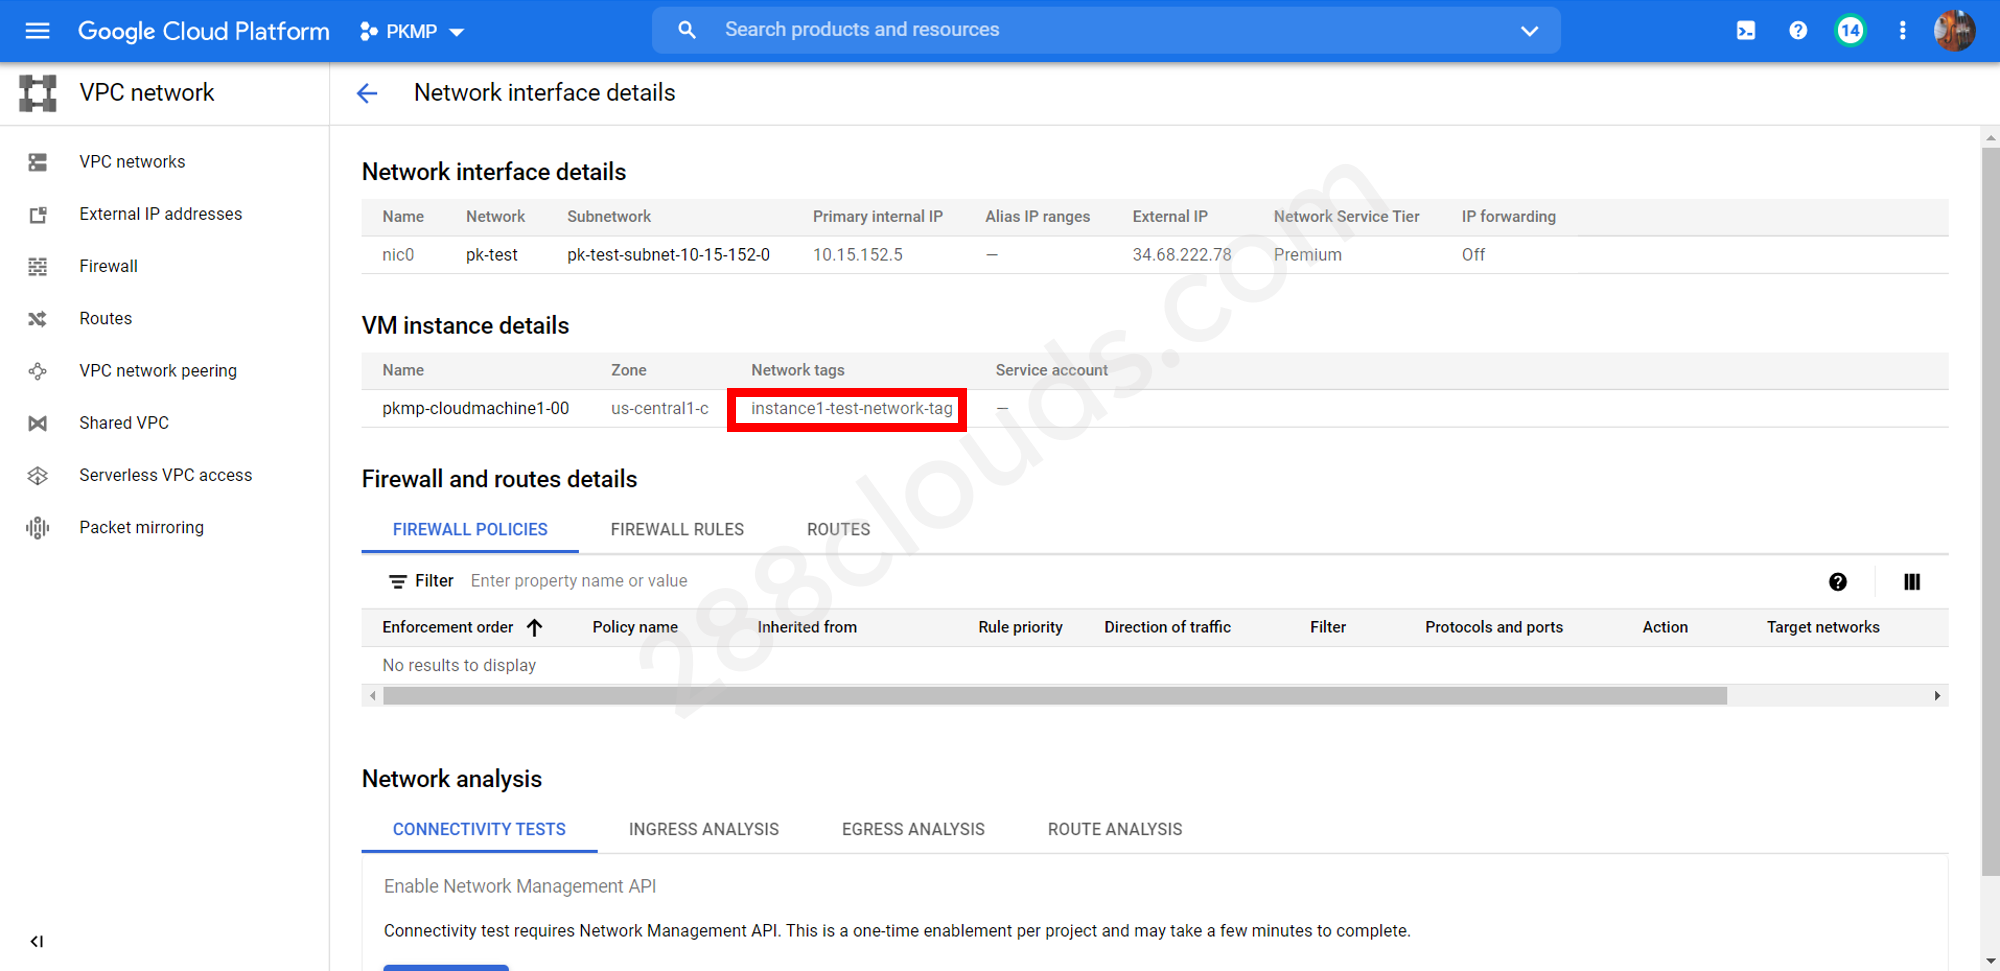 Google Cloud Platform PKMP Search products and resources 14
VPC network
Network interface details
VPC networks
External IP addresses
Firewall
Routes
VPC network peering
Shared VPC
Serverless VPC access
Packet mirroring
Network interface details
Name Network Subnetwork Primary internal IP Alias IP ranges External IP Network Service Tier IP forwarding
nic0 pk-test pk-test-subnet-10-15-152-0 10.15.152.5 — 34.68.222.78 Premium Off
VM instance details
Name Zone Network tags Service account
pkmp-cloudmachine1-00 us-central1-c instance1-test-network-tag —
Firewall and routes details
FIREWALL POLICIES FIREWALL RULES ROUTES
Filter Enter property name or value
Enforcement order Policy name Inherited from Rule priority Direction of traffic Filter Protocols and ports Action Target networks
No results to display
Network analysis
CONNECTIVITY TESTS INGRESS ANALYSIS EGRESS ANALYSIS ROUTE ANALYSIS
Enable Network Management API
Connectivity test requires Network Management API. This is a one-time enablement per project and may take a few minutes to complete.
288clouds.com